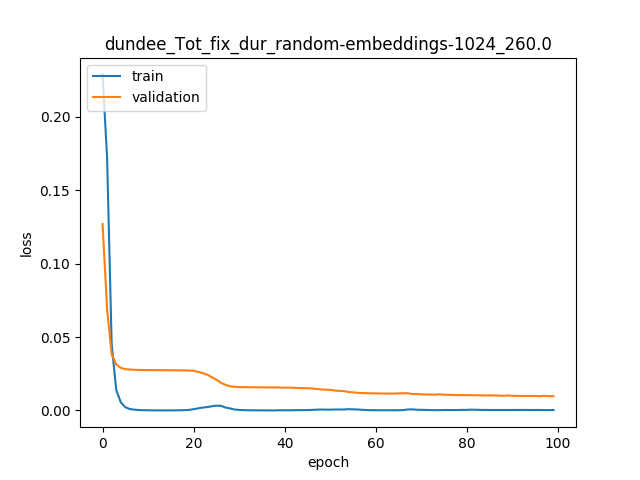 dundee_Tot_fix_dur_random-embeddings-1024_260.0
train
validation
0.20
0.15
0.10
0.05
0.00
loss
0 20 40 60 80 100
epoch